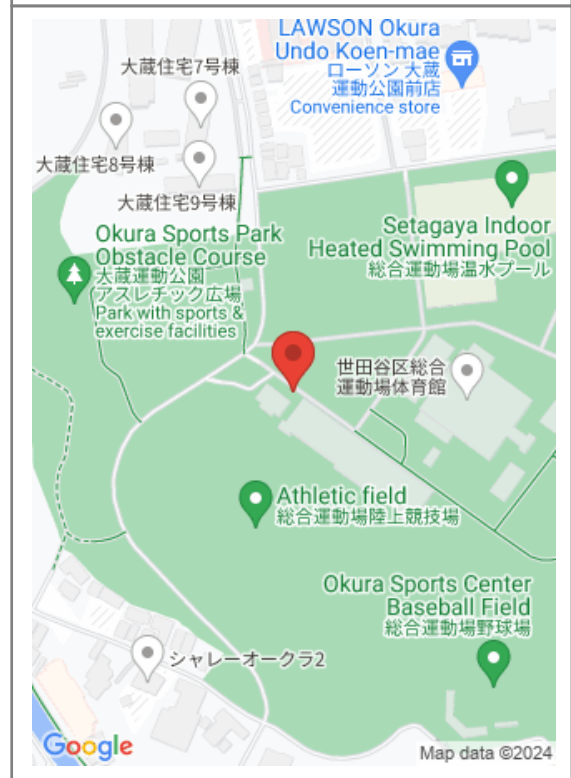 LAWSON Okura
Undo Koen-mae
ローソン 大蔵
運動公園前店
Convenience store
大蔵住宅7号棟
大蔵住宅8号棟
大蔵住宅9号棟
Setagaya Indoor
Heated Swimming Pool
総合運動場温水プール
Okura Sports Park
Obstacle Course
大蔵運動公園
アスレチック広場
Park with sports &
exercise facilities
世田谷区総合
運動場体育館
Athletic field
総合運動場陸上競技場
Okura Sports Center
Baseball Field
総合運動場野球場
シャレーオークラ2
Google
Map data ©2024